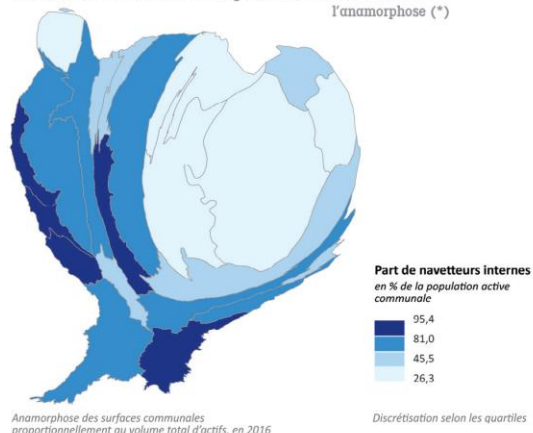 l'anamorphose (*)
Part de navetteurs internes
en % de la population active
communale
95,4
81,0
45,5
26,3
Anamorphose des surfaces communales
proportionnellement au volume total d'actifs, en 2016
Discrétisation selon les quartiles